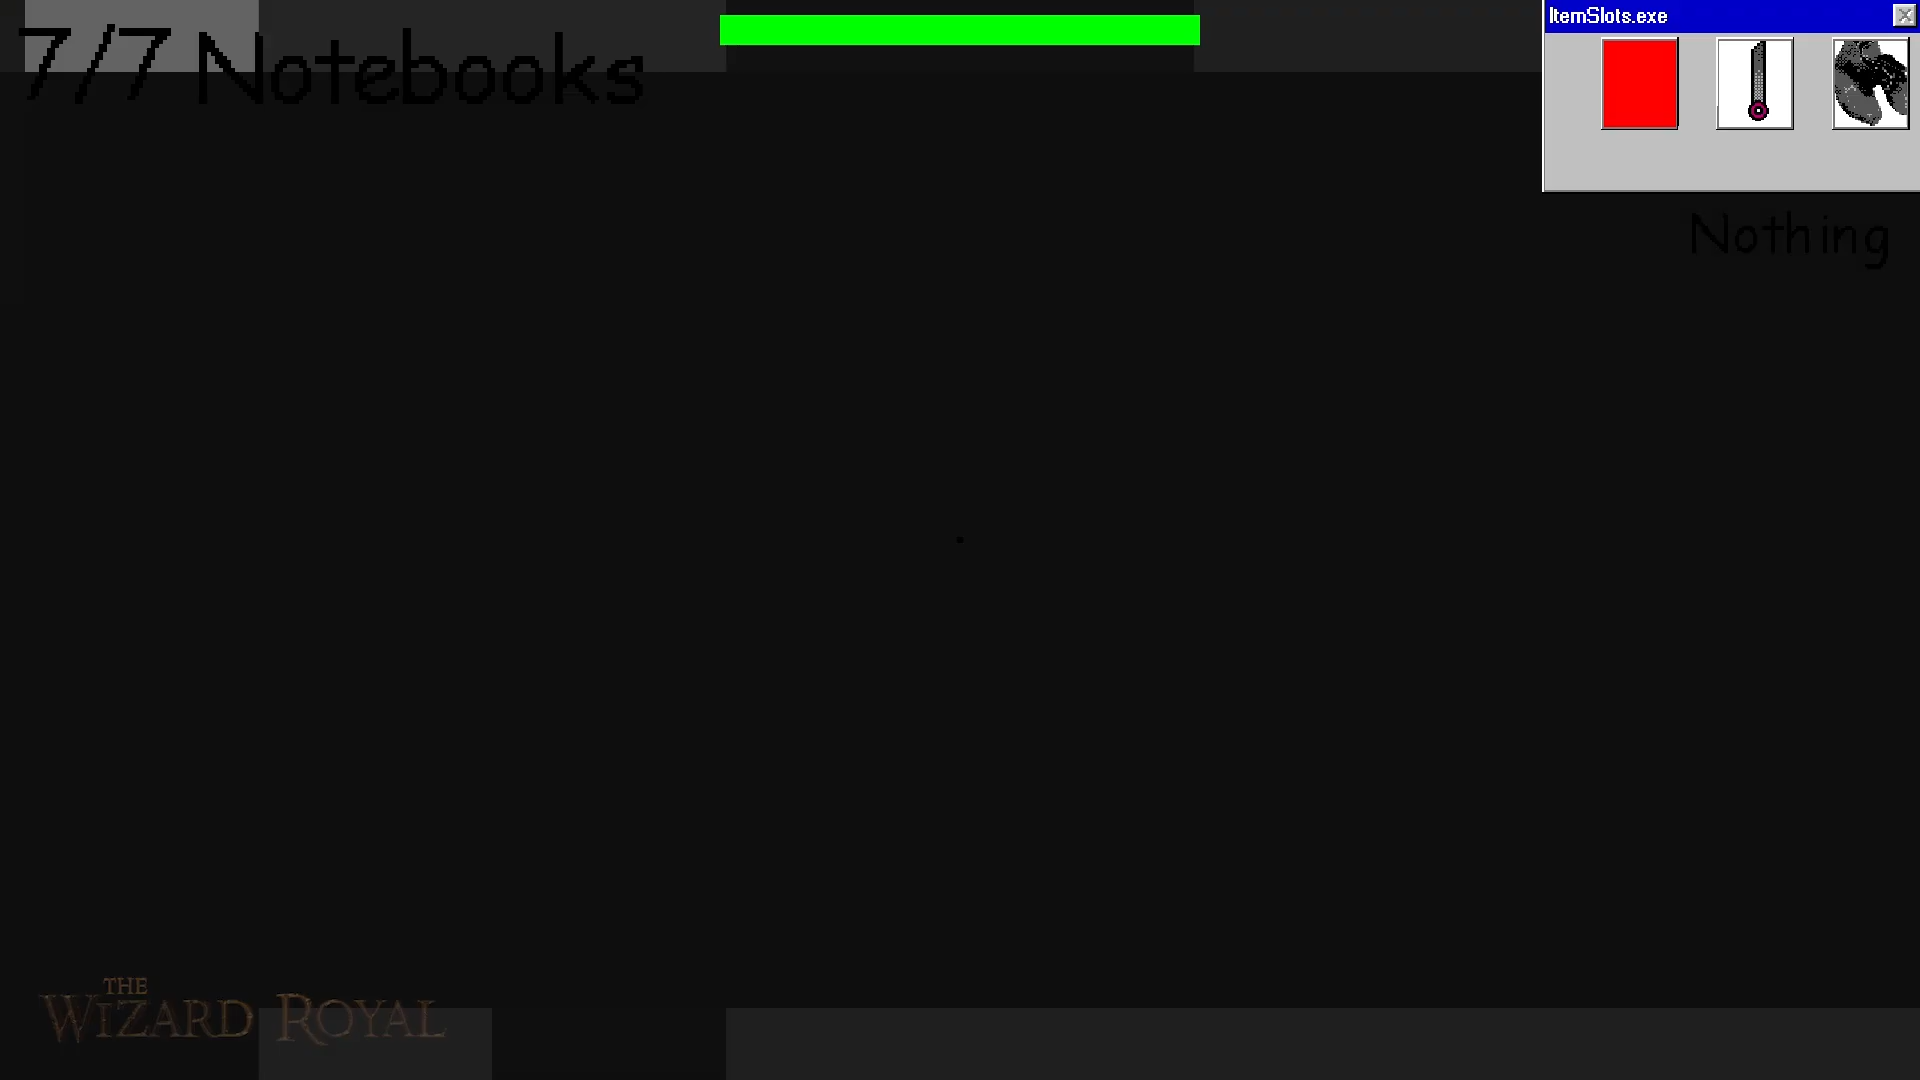 7/7 Notebooks
ItemSlots.exe
Nothing
THE
WIZARD ROYAL